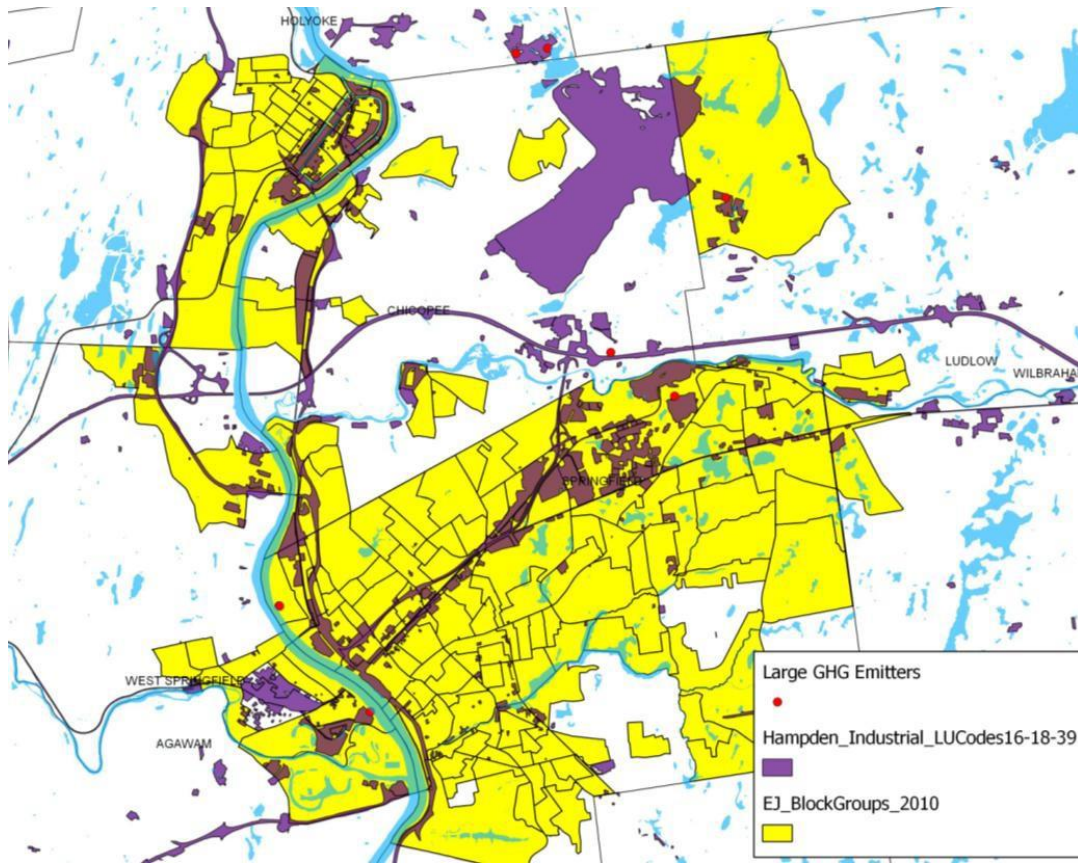 HOLYOKE
CHICOPEE
LUDLOW
WILBRAHA
SPRINGFIELD
WEST SPRINGFIELD
AGAWAM
Large GHG Emitters
Hampden_Industrial_LUCodes16-18-39
EJ_BlockGroups_2010